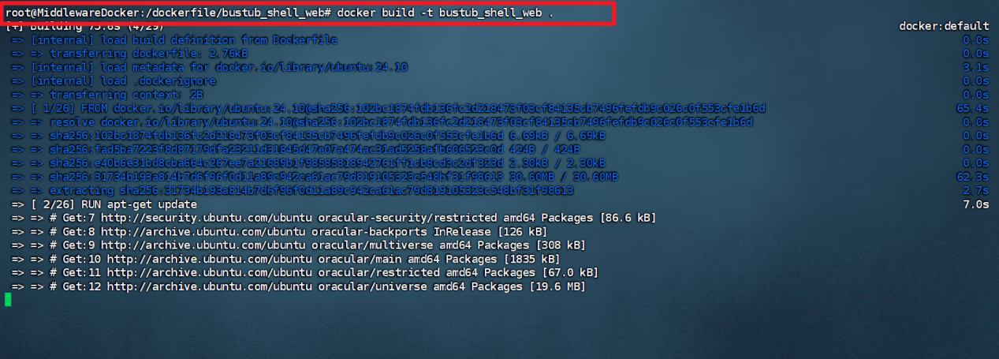 root@MiddlewareDocker:/dockerfile/bustub_shell_web# docker build -t bustub_shell_web .
[+] Building 75.8s (4/29) docker:default
=> [internal] load build definition from Dockerfile 0.0s
=> => transferring dockerfile: 2.76kB 0.0s
=> [internal] load metadata for docker.io/library/ubuntu:24.10 3.1s
=> [internal] load .dockerignore 0.0s
=> => transferring context: 2B 0.0s
=> [ 1/26] FROM docker.io/library/ubuntu:24.10@sha256:102bc1874fdb136fc2d218473f03cf84135cb7496fefdb9c026c0f553cfe1b6d 65.4s
=> => resolve docker.io/library/ubuntu:24.10@sha256:102bc1874fdb136fc2d218473f03cf84135cb7496fefdb9c026c0f553cfe1b6d 0.0s
=> => sha256:102bc1874fdb136fc2d218473f03cf84135cb7496fefdb9c026c0f553cfe1b6d 6.69kB / 6.69kB 0.0s
=> => sha256:fad5ba7223f8d87179dfa23211d31845d47e07a474ac31ad5258afb606523c0d 424B / 424B 0.0s
=> => 2.30kB / 2.30kB 0.0s
=> => sha256:31734b193a814b7d6f96f0d11a89c942ca61ac79d819105323c548bf31f98613 30.60MB / 30.60MB 62.3s
=> => extracting sha256:31734b193a814b7d6f96f0d11a89c942ca61ac79d819105323c548bf31f98613 2.7s
=> [ 2/26] RUN apt-get update 7.0s
=> => # Get:7 http://security.ubuntu.com/ubuntu oracular-security/restricted amd64 Packages [86.6 kB]
=> => # Get:8 http://archive.ubuntu.com/ubuntu oracular-backports InRelease [126 kB]
=> => # Get:9 http://archive.ubuntu.com/ubuntu oracular/multiverse amd64 Packages [308 kB]
=> => # Get:10 http://archive.ubuntu.com/ubuntu oracular/main amd64 Packages [1835 kB]
=> => # Get:11 http://archive.ubuntu.com/ubuntu oracular/restricted amd64 Packages [67.0 kB]
=> => # Get:12 http://archive.ubuntu.com/ubuntu oracular/universe amd64 Packages [19.6 MB]